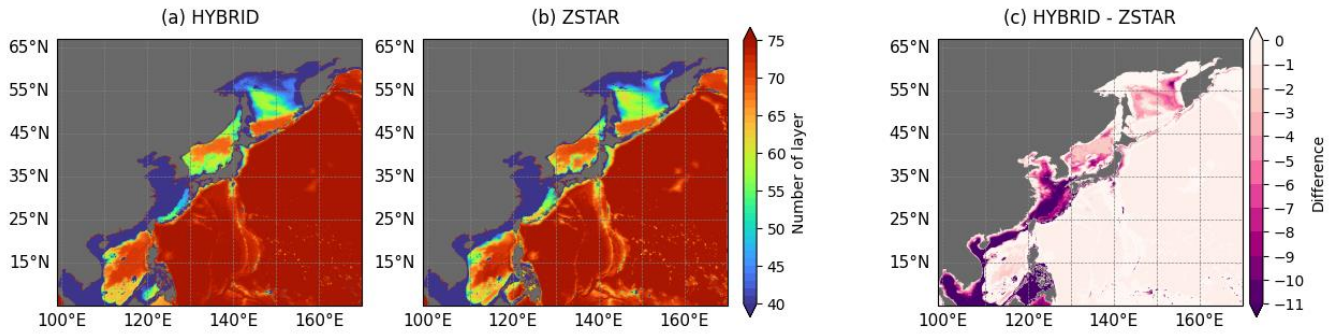 (a) HYBRID
(b) ZSTAR
(c) HYBRID - ZSTAR
65°N
55°N
45°N
35°N
25°N
15°N
100°E
120°E
140°E
160°E
65°N
55°N
45°N
35°N
25°N
15°N
100°E
120°E
140°E
160°E
75
70
65
60
55
50
45
40
Number of layer
65°N
55°N
45°N
35°N
25°N
15°N
100°E
120°E
140°E
160°E
0
−1
−2
−3
−4
−5
−6
−7
−8
−9
−10
−11
Difference